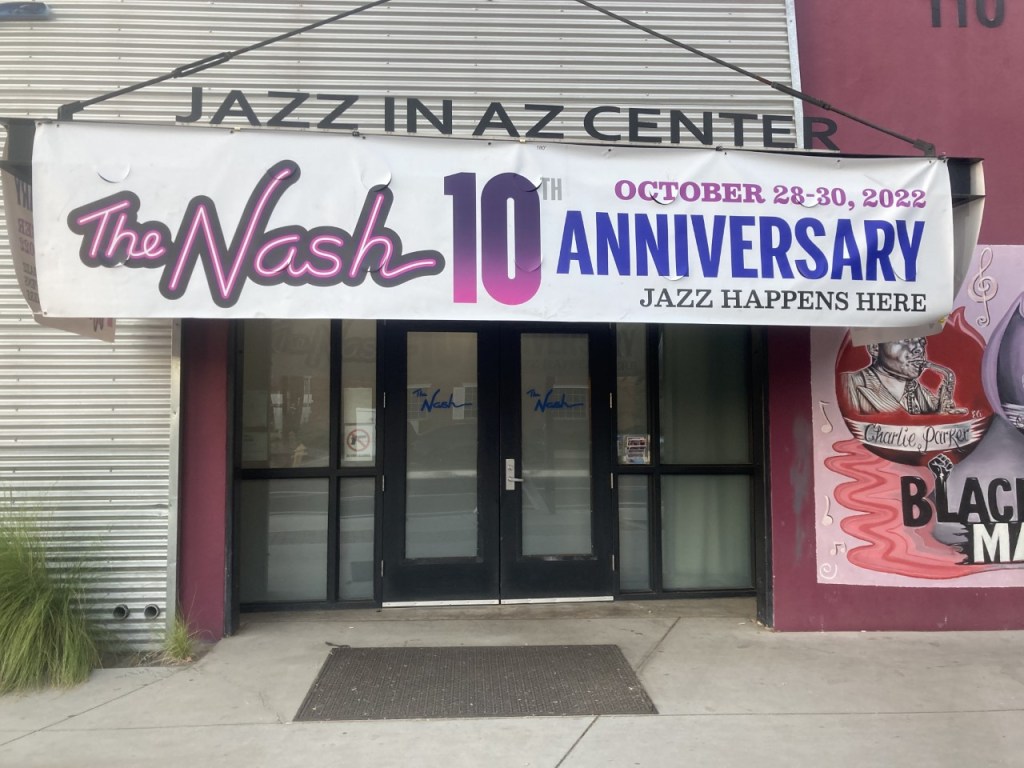 110
JAZZ IN AZ CENTER
The Nash
10TH
OCTOBER 28-30, 2022
ANNIVERSARY
JAZZ HAPPENS HERE
The Nash
The Nash
Charlie Parker
BLAC
MA